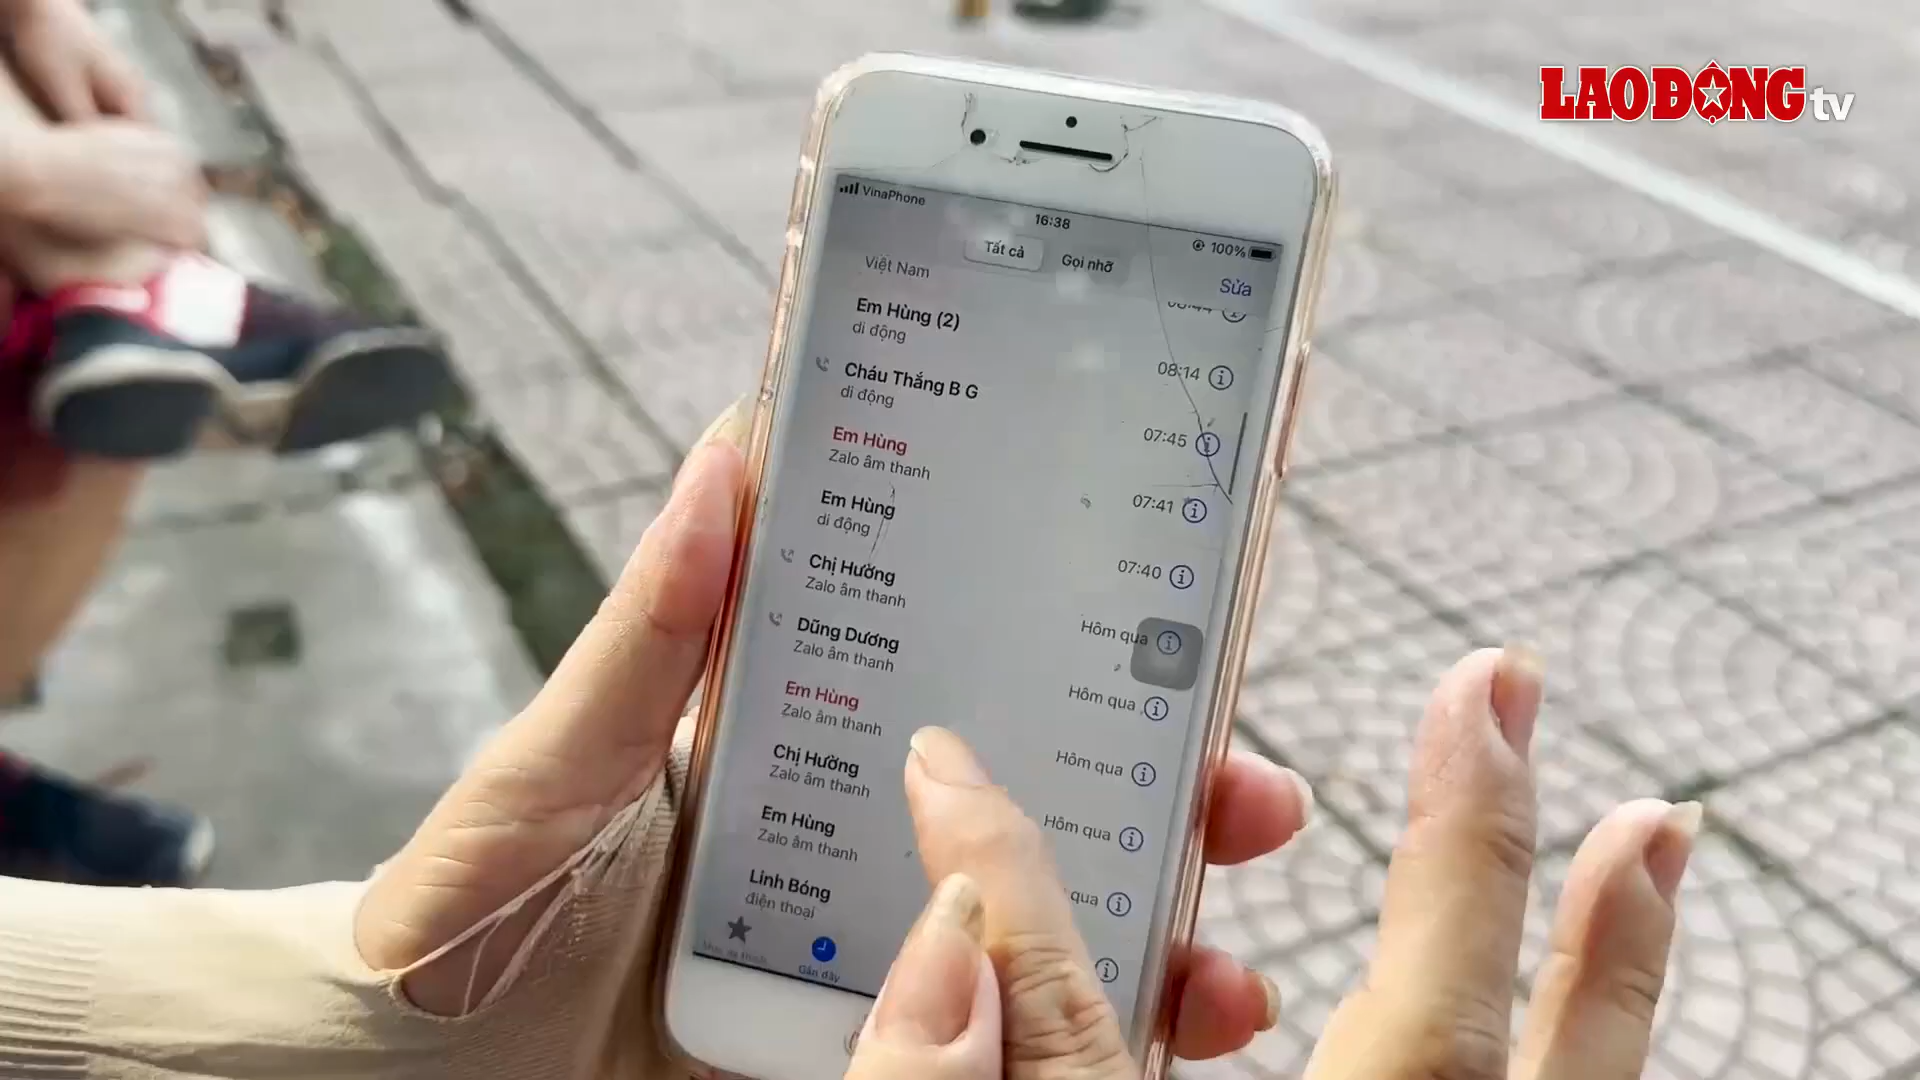 LAO ĐỘNG tv
VinaPhone
16:38
100%
Tất cả
Gọi nhỡ
Sửa
Việt Nam
Em Hùng (2)
di động
08:14
Cháu Thắng B G
di động
07:45
Em Hùng
Zalo âm thanh
07:41
Em Hùng
di động
07:40
Chị Hường
Zalo âm thanh
Hôm qua
Dũng Dương
Zalo âm thanh
Hôm qua
Em Hùng
Zalo âm thanh
Hôm qua
Chị Hường
Zalo âm thanh
Hôm qua
Em Hùng
Zalo âm thanh
qua
Linh Bóng
điện thoại
Gần đây